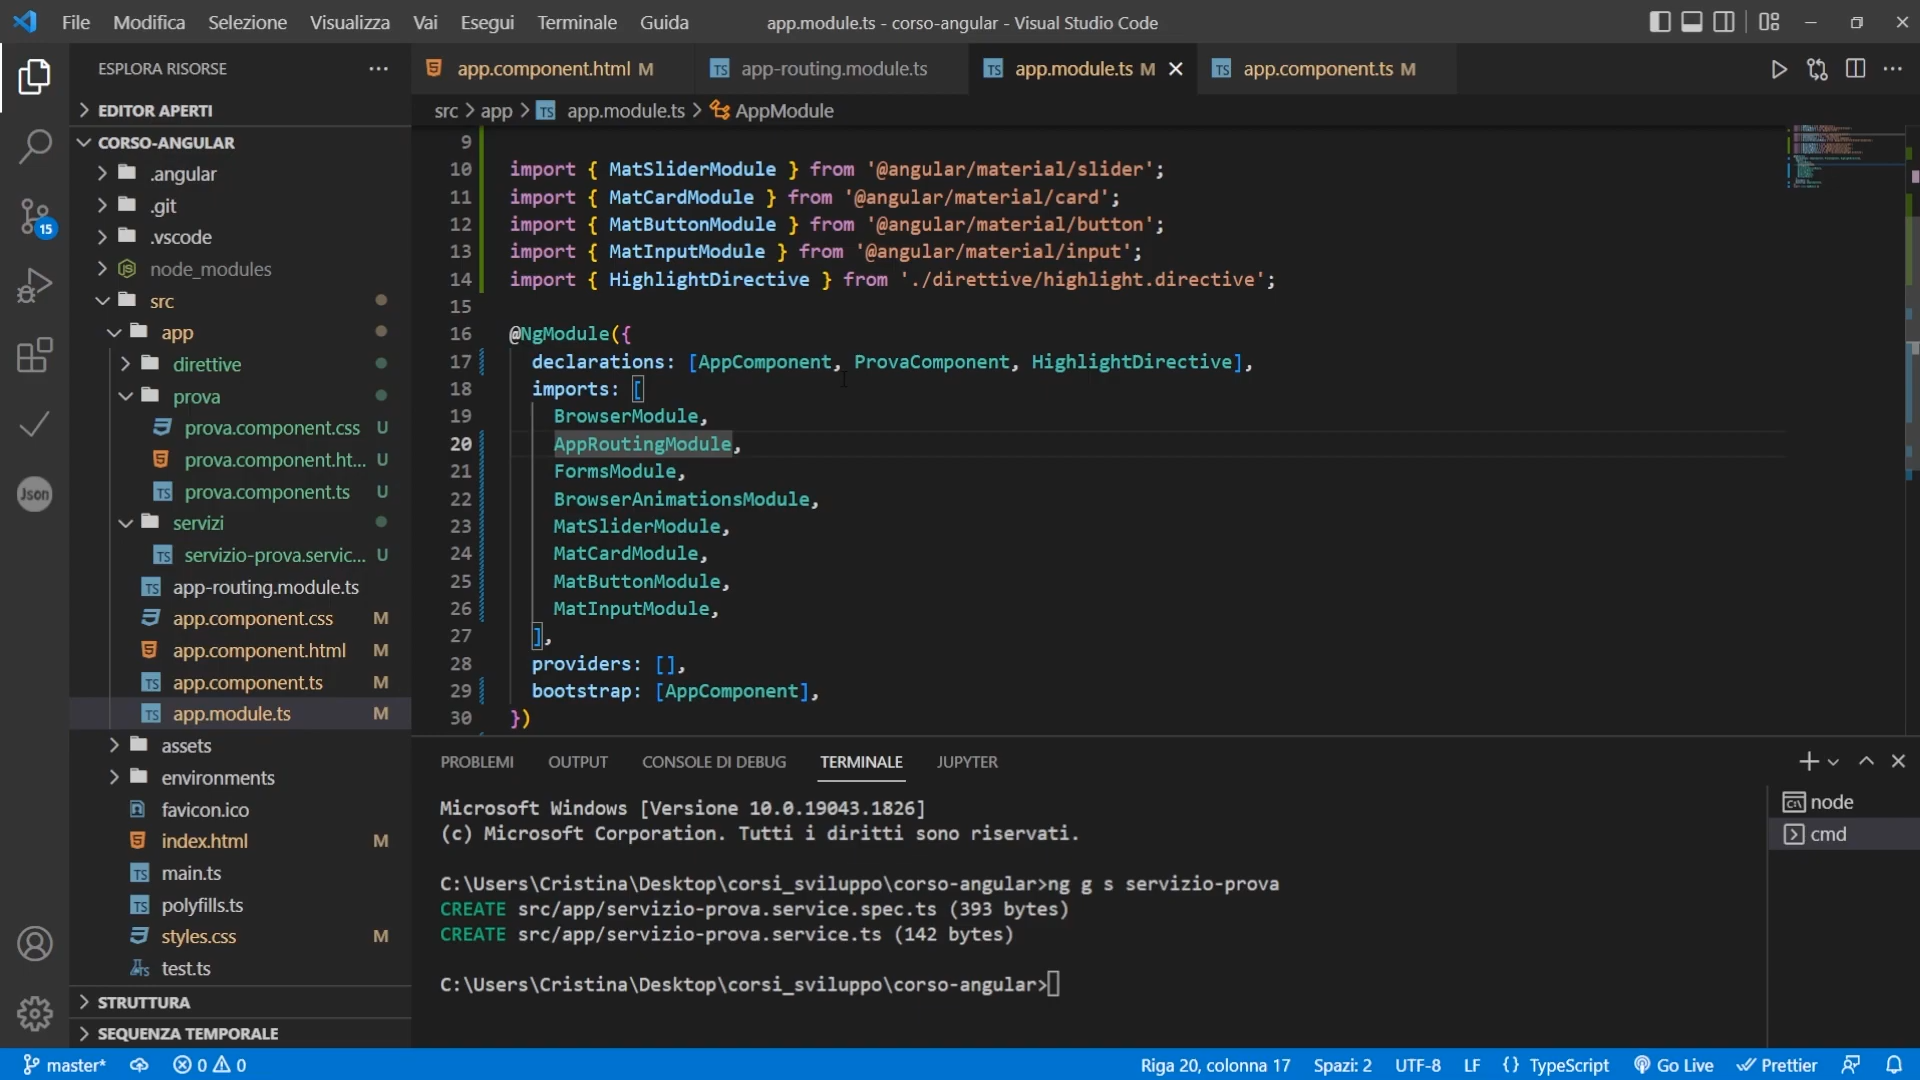 File Modifica Selezione Visualizza Vai Esegui Terminale Guida app.module.ts - corso-angular - Visual Studio Code
ESPLORA RISORSE
EDITOR APERTI
CORSO-ANGULAR
.angular
.git
.vscode
node_modules
src
app
direttive
prova
prova.component.css U
prova.component.ht... U
prova.component.ts U
servizi
servizio-prova.servic... U
app-routing.module.ts
app.component.css M
app.component.html M
app.component.ts M
app.module.ts M
assets
environments
favicon.ico
index.html M
main.ts
polyfills.ts
styles.css M
test.ts
STRUTTURA
SEQUENZA TEMPORALE
15
Json
app.component.html M app-routing.module.ts app.module.ts M app.component.ts M
src > app > app.module.ts > AppModule
9
10 import { MatSliderModule } from '@angular/material/slider';
11 import { MatCardModule } from '@angular/material/card';
12 import { MatButtonModule } from '@angular/material/button';
13 import { MatInputModule } from '@angular/material/input';
14 import { HighlightDirective } from './direttive/highlight.directive';
15
16 @NgModule({
17 declarations: [AppComponent, ProvaComponent, HighlightDirective],
18 imports: [
19 BrowserModule,
20 AppRoutingModule,
21 FormsModule,
22 BrowserAnimationsModule,
23 MatSliderModule,
24 MatCardModule,
25 MatButtonModule,
26 MatInputModule,
27 ],
28 providers: [],
29 bootstrap: [AppComponent],
30 })
PROBLEMI OUTPUT CONSOLE DI DEBUG TERMINALE JUPYTER
Microsoft Windows [Versione 10.0.19043.1826]
(c) Microsoft Corporation. Tutti i diritti sono riservati.
C:\Users\Cristina\Desktop\corsi_sviluppo\corso-angular>ng g s servizio-prova
CREATE src/app/servizio-prova.service.spec.ts (393 bytes)
CREATE src/app/servizio-prova.service.ts (142 bytes)
C:\Users\Cristina\Desktop\corsi_sviluppo\corso-angular>
node
cmd
master* 0 0 Riga 20, colonna 17 Spazi: 2 UTF-8 LF {} TypeScript Go Live Prettier